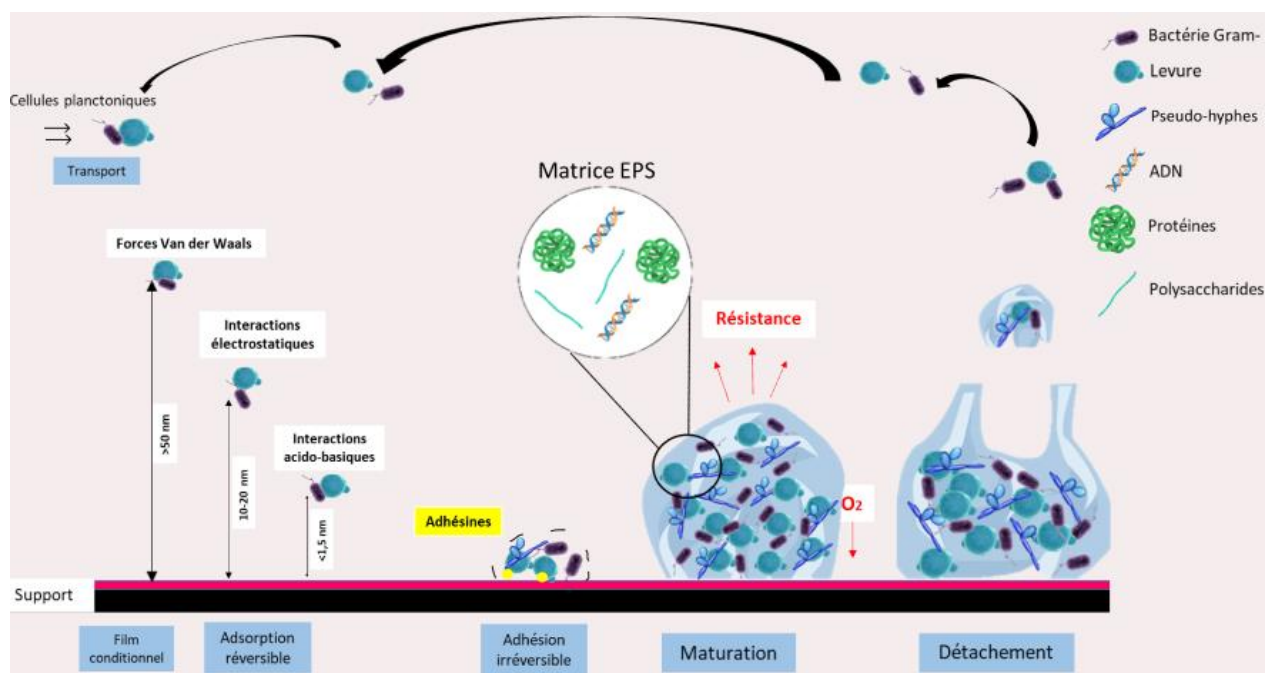 Bactérie Gram-
Levure
Pseudo-hyphes
ADN
Protéines
Polysaccharides
Cellules planctoniques
Transport
Matrice EPS
Forces Van der Waals
>50 nm
Interactions
électrostatiques
10-20 nm
Interactions
acido-basiques
<1,5 nm
Adhésines
Résistance
O2
Support
Film
conditionnel
Adsorption
réversible
Adhésion
irréversible
Maturation
Détachement